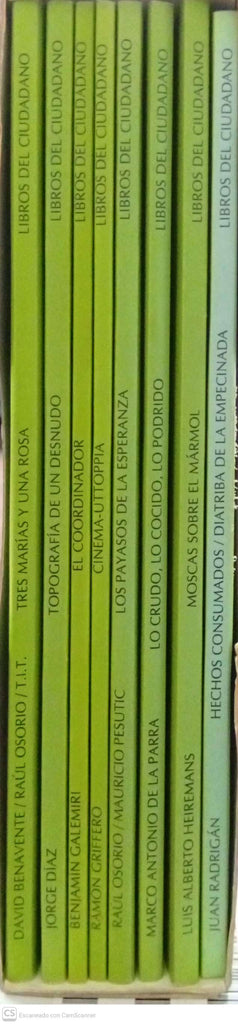 DAVID BENAVENTE / RAÚL OSORIO / T.I.T. TRES MARÍAS Y UNA ROSA LIBROS DEL CIUDADANO
JORGE DÍAZ TOPOGRAFÍA DE UN DESNUDO LIBROS DEL CIUDADANO
BENJAMIN GALEMIRI EL COORDINADOR LIBROS DEL CIUDADANO
RAMÓN GRIFFERO CINEMA-UTTOPPIA LIBROS DEL CIUDADANO
RAÚL OSORIO / MAURICIO PESUTIC LOS PAYASOS DE LA ESPERANZA LIBROS DEL CIUDADANO
MARCO ANTONIO DE LA PARRA LO CRUDO, LO COCIDO, LO PODRIDO LIBROS DEL CIUDADANO
LUIS ALBERTO HEIREMANS MOSCAS SOBRE EL MÁRMOL LIBROS DEL CIUDADANO
JUAN RADRIGÁN HECHOS CONSUMADOS / DIATRIBA DE LA EMPECINADA LIBROS DEL CIUDADANO
CS Escaneado con CamScanner